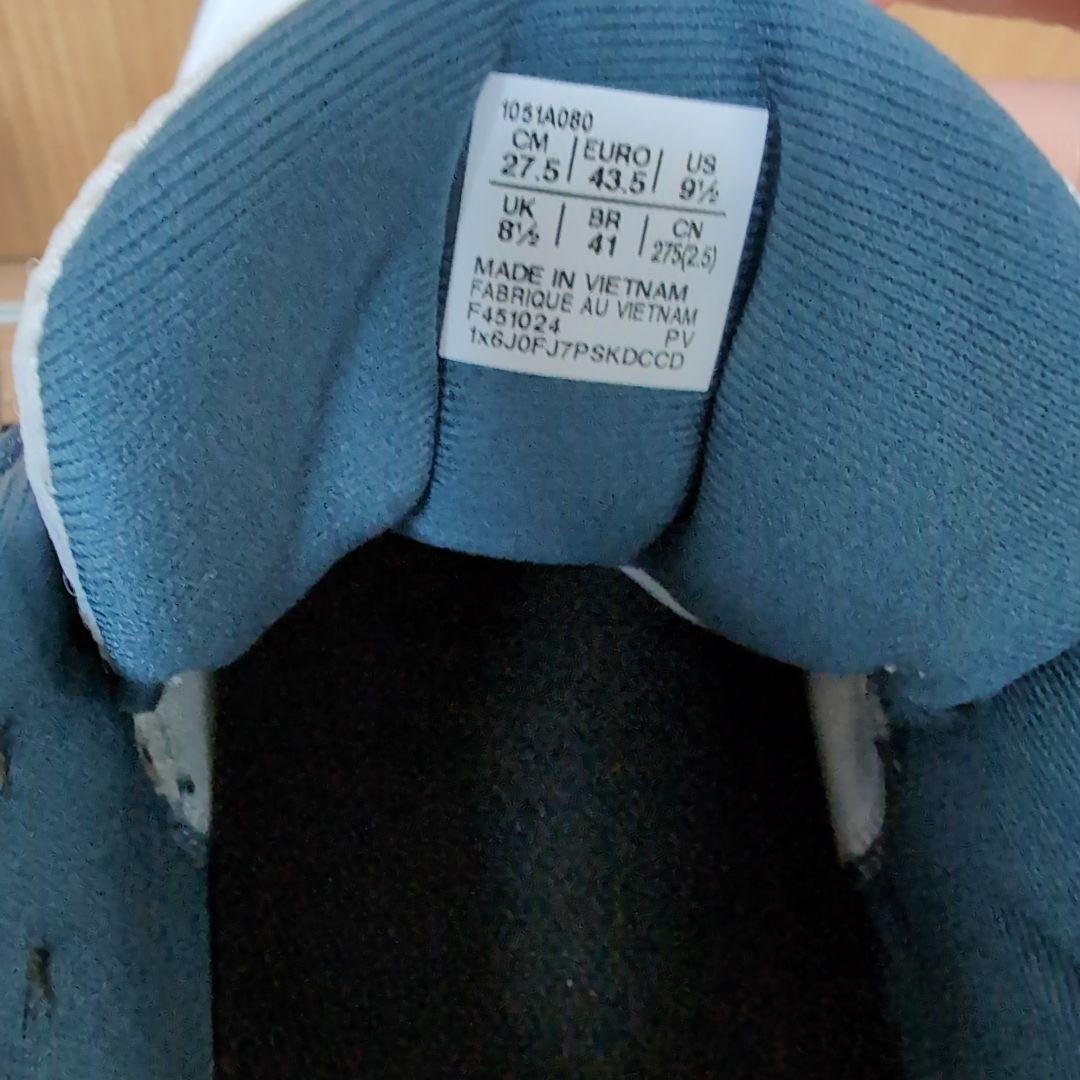 1051A080
CM 27.5 | EURO 43.5 | US 9½
UK 8½ | BR 41 | CN 275(2.5)
MADE IN VIETNAM
FABRIQUE AU VIETNAM
F451024 PV
1x6J0FJ7PSKDCCD